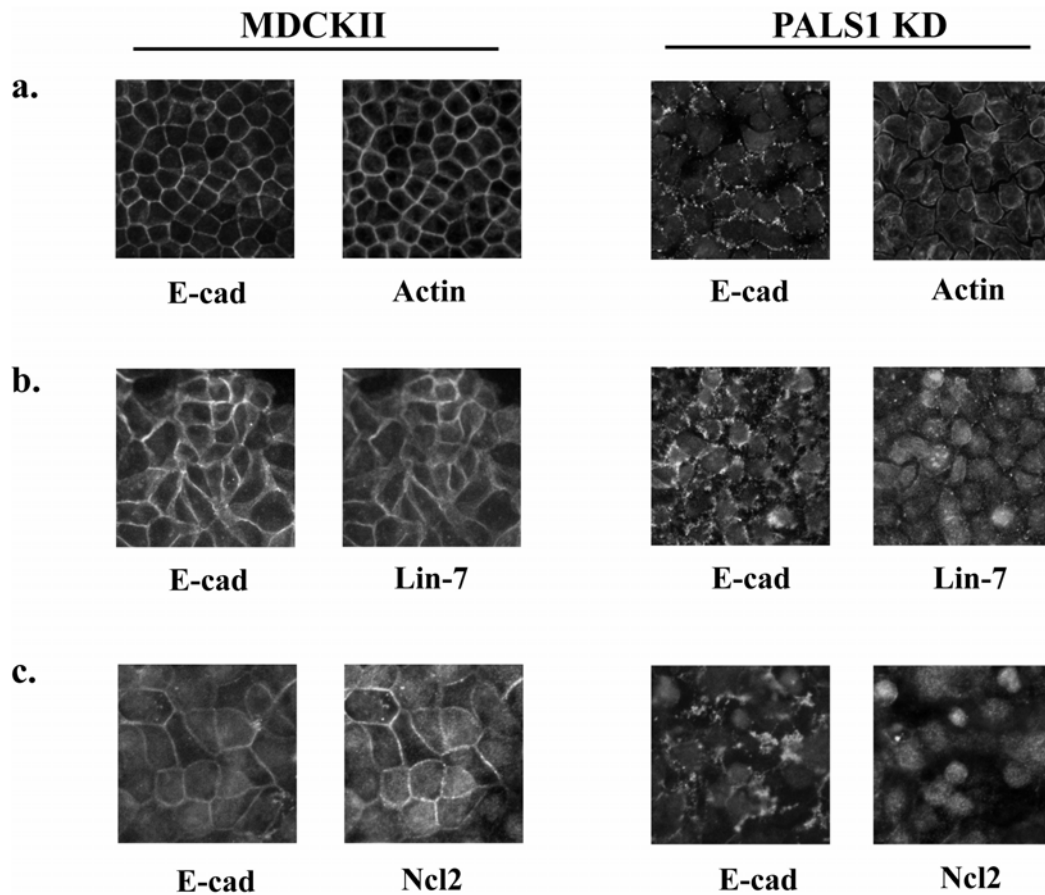 MDCKII PALS1 KD
a.
E-cad Actin E-cad Actin
b.
E-cad Lin-7 E-cad Lin-7
c.
E-cad Ncl2 E-cad Ncl2